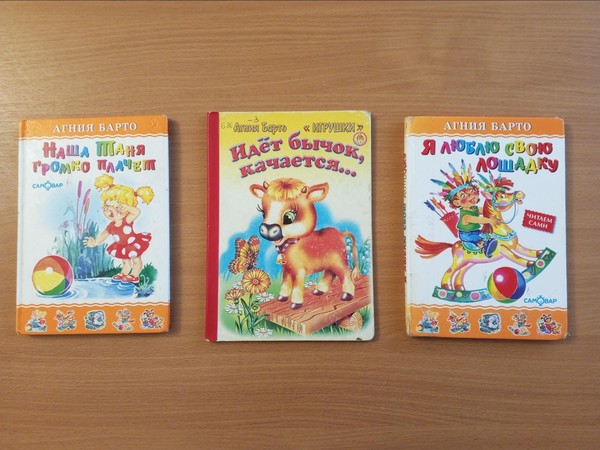 АГНИЯ БАРТО
НАША ТАНЯ
ГРОМКО ПЛАЧЕТ
САМОВАР
Агния Барто « ИГРУШКИ »
Идёт бычок,
качается...
АГНИЯ БАРТО
Я ЛЮБЛЮ СВОЮ
ЛОШАДКУ
ЧИТАЕМ
САМИ
САМОВАР